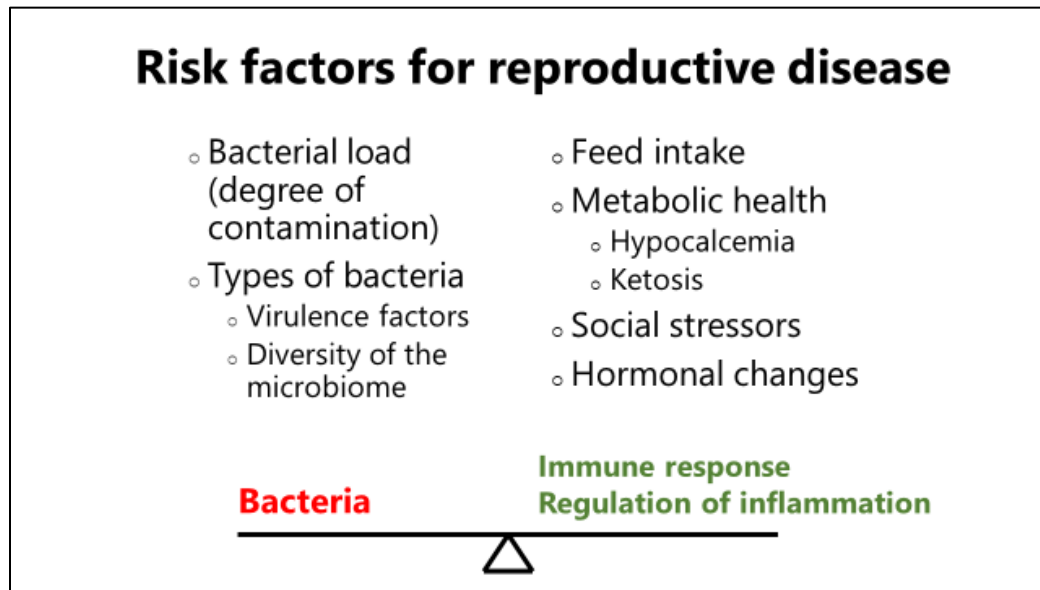 Risk factors for reproductive disease
○ Bacterial load
(degree of
contamination)
○ Types of bacteria
○ Virulence factors
○ Diversity of the
microbiome
○ Feed intake
○ Metabolic health
○ Hypocalcemia
○ Ketosis
○ Social stressors
○ Hormonal changes
Bacteria
Immune response
Regulation of inflammation